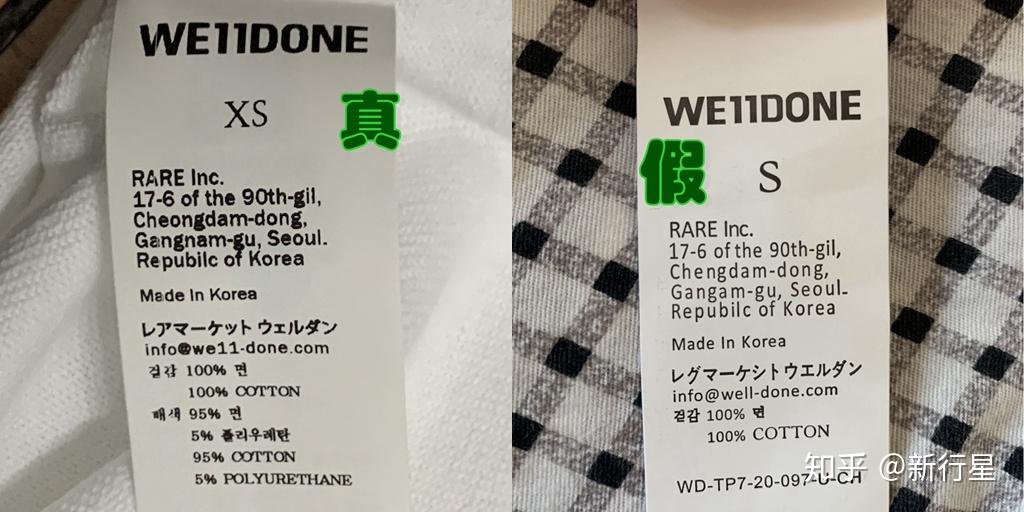 WE11DONE
XS
真
RARE Inc.
17-6 of the 90th-gil,
Cheongdam-dong,
Gangnam-gu, Seoul.
Repubilc of Korea
Made In Korea
レアマーケット ウェルダン
info@we11-done.com
겉감 100% 면
100% COTTON
배색 95% 면
5% 폴리우레탄
95% COTTON
5% POLYURETHANE
WE11DONE
假
S
RARE Inc.
17-6 of the 90th-gil,
Chengdam-dong,
Gangam-gu, Seoul.
Repubilc of Korea
Made In Korea
レグマーケシトウエルダン
info@well-done.com
겉감 100% 면
100% COTTON
WD-TP7-20-097-U-CH
知乎 @新行星